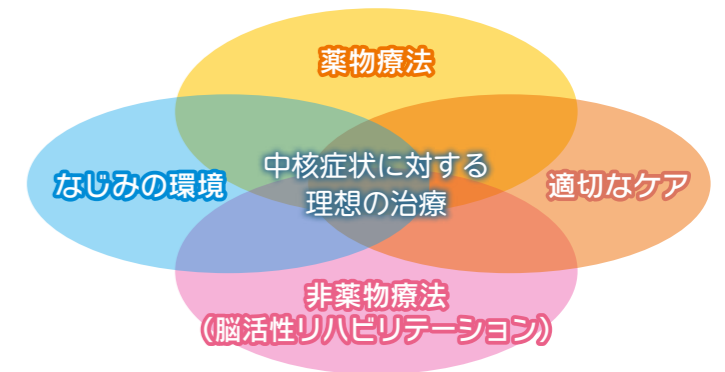 薬物療法
なじみの環境
中核症状に対する
理想の治療
適切なケア
非薬物療法
（脳活性リハビリテーション）